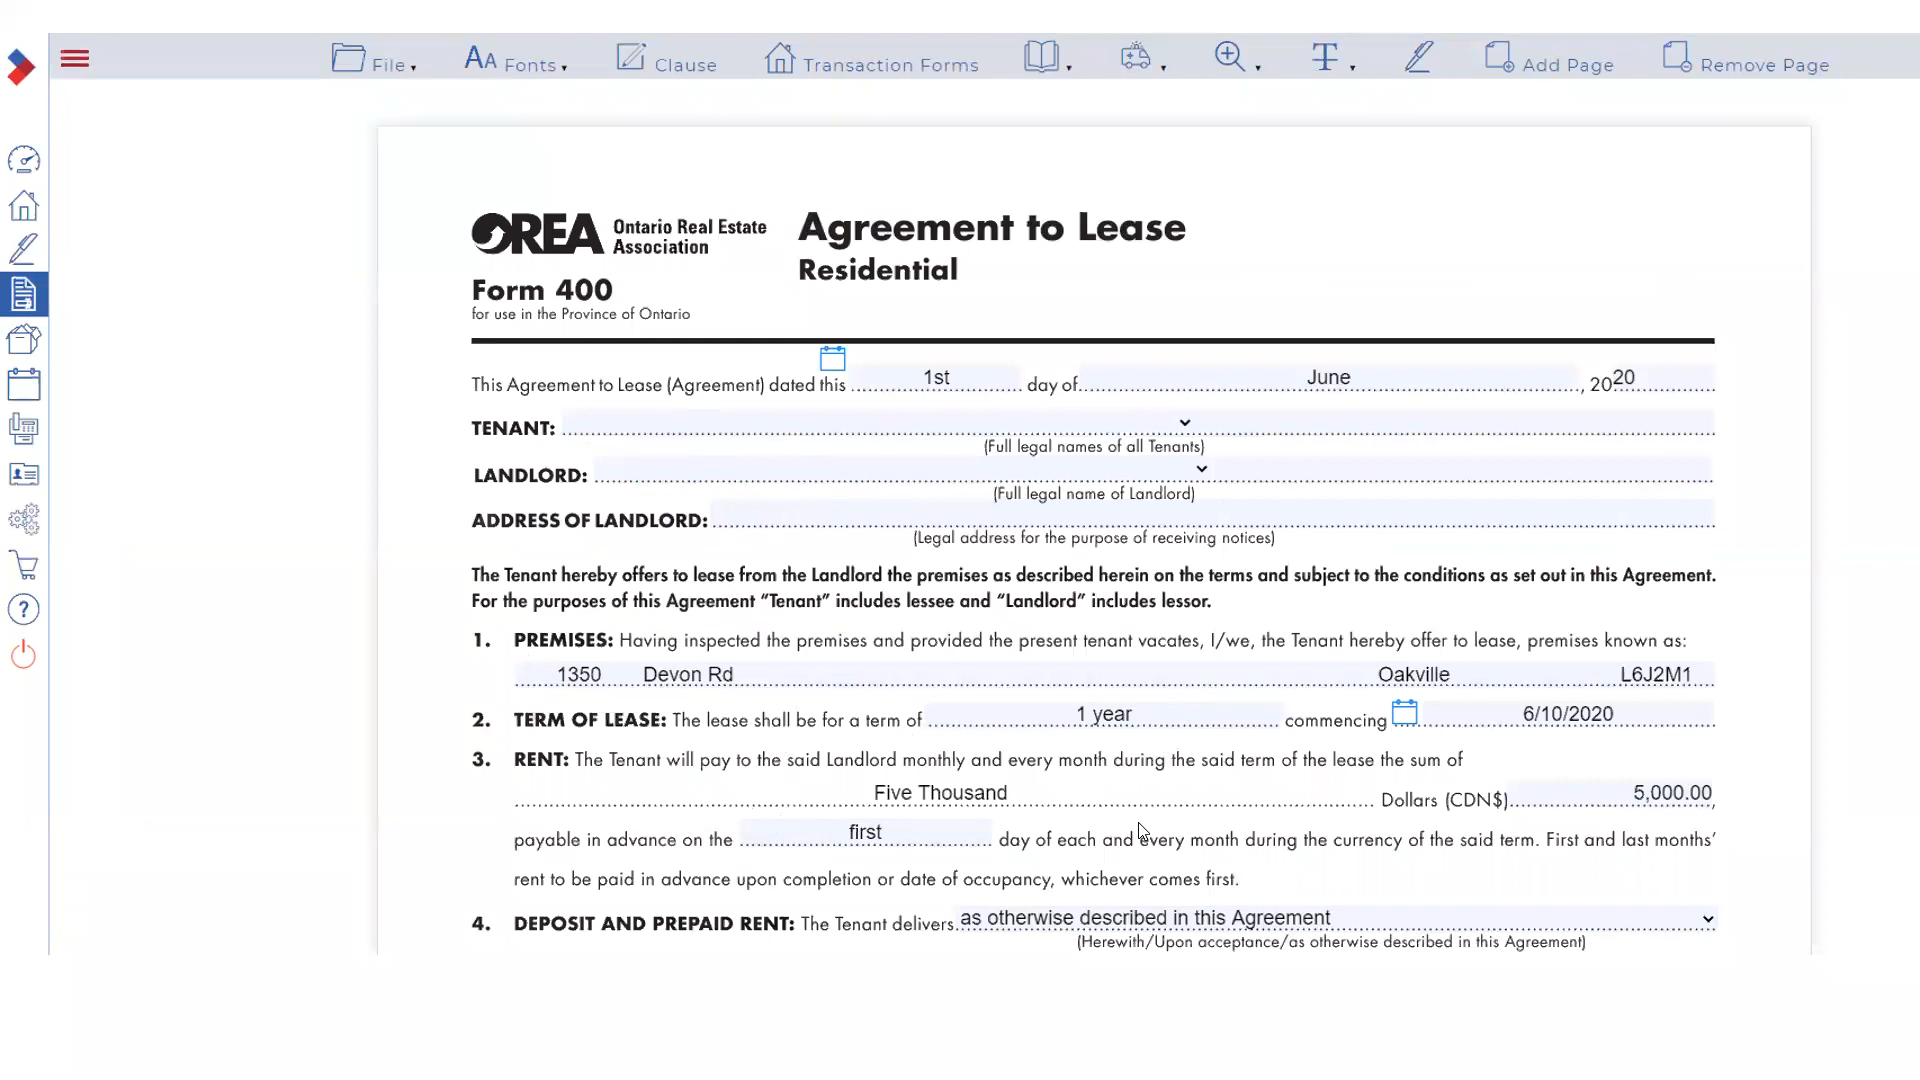 File Fonts Clause Transaction Forms Add Page Remove Page
OREA Ontario Real Estate Association
Agreement to Lease
Residential
Form 400
for use in the Province of Ontario
This Agreement to Lease (Agreement) dated this 1st day of June, 2020
TENANT:
(Full legal names of all Tenants)
LANDLORD:
(Full legal name of Landlord)
ADDRESS OF LANDLORD:
(Legal address for the purpose of receiving notices)
The Tenant hereby offers to lease from the Landlord the premises as described herein on the terms and subject to the conditions as set out in this Agreement.
For the purposes of this Agreement “Tenant” includes lessee and “Landlord” includes lessor.
1. PREMISES: Having inspected the premises and provided the present tenant vacates, I/we, the Tenant hereby offer to lease, premises known as:
1350 Devon Rd Oakville L6J2M1
2. TERM OF LEASE: The lease shall be for a term of 1 year commencing 6/10/2020
3. RENT: The Tenant will pay to the said Landlord monthly and every month during the said term of the lease the sum of
Five Thousand Dollars (CDN$) 5,000.00,
payable in advance on the first day of each and every month during the currency of the said term. First and last months’
rent to be paid in advance upon completion or date of occupancy, whichever comes first.
4. DEPOSIT AND PREPAID RENT: The Tenant delivers as otherwise described in this Agreement
(Herewith/Upon acceptance/as otherwise described in this Agreement)